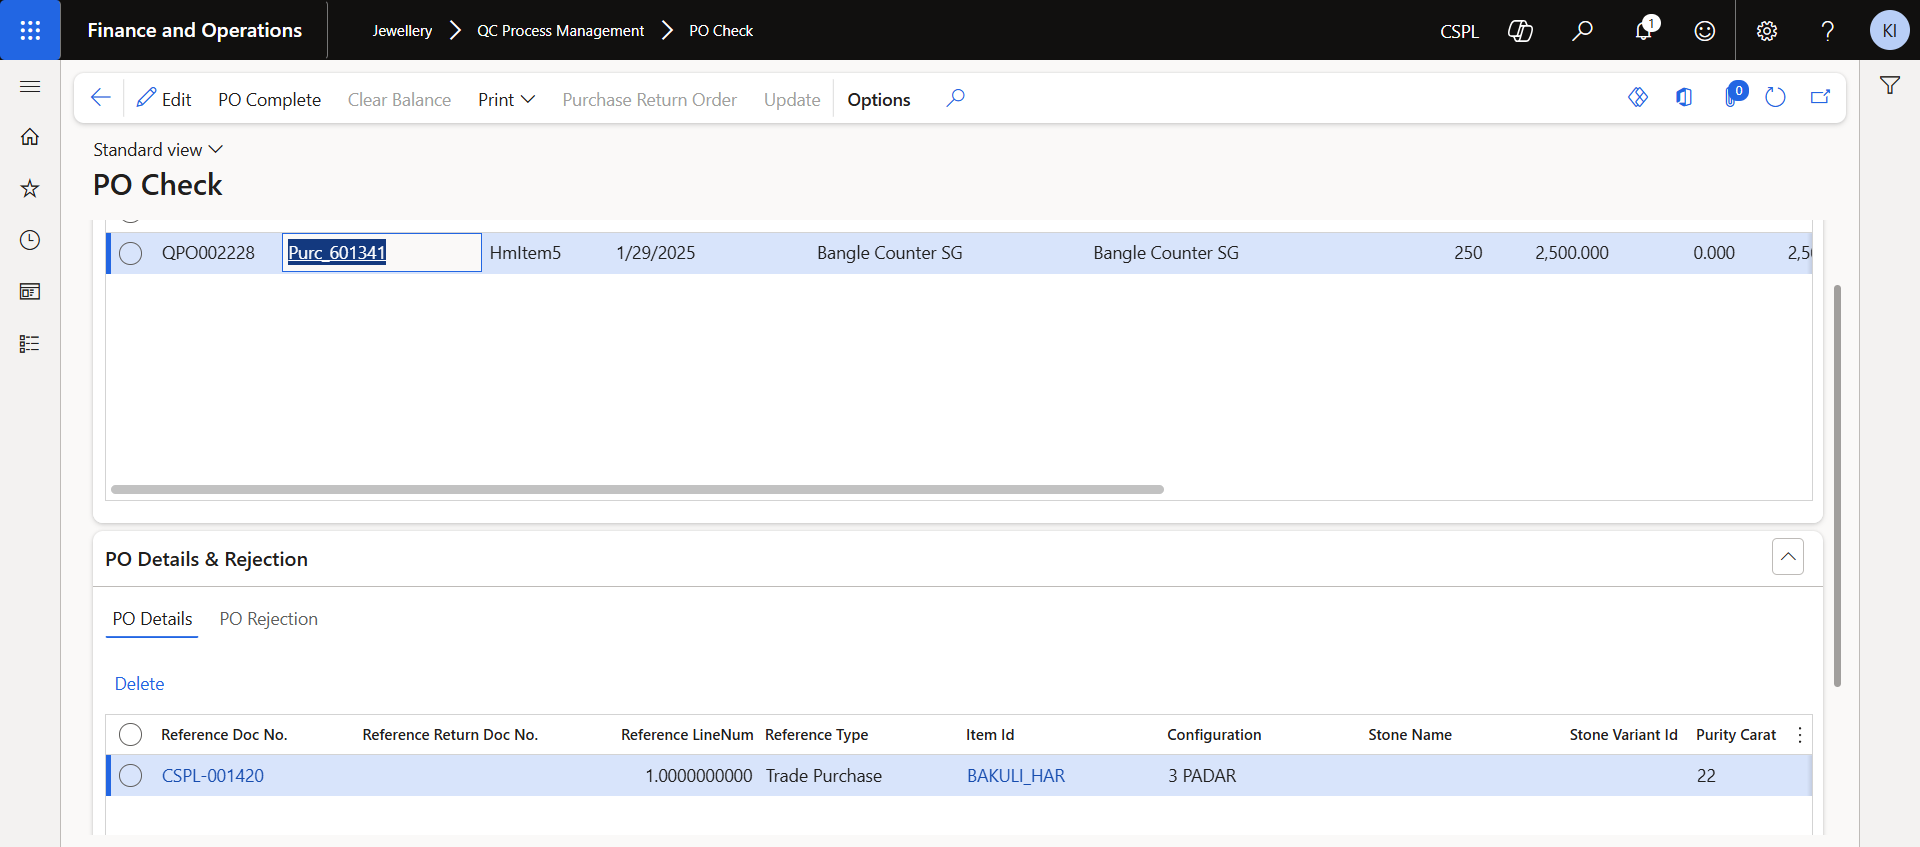 Finance and Operations
Jewellery > QC Process Management > PO Check
CSPL
1
?
KI
Edit PO Complete Clear Balance Print Purchase Return Order Update Options
0
Standard view
PO Check
QPO002228 Purc_601341 HmItem5 1/29/2025 Bangle Counter SG Bangle Counter SG 250 2,500.000 0.000
PO Details & Rejection
PO Details PO Rejection
Delete
Reference Doc No. Reference Return Doc No. Reference LineNum Reference Type Item Id Configuration Stone Name Stone Variant Id Purity Carat
CSPL-001420 1.0000000000 Trade Purchase BAKULI_HAR 3 PADAR 22